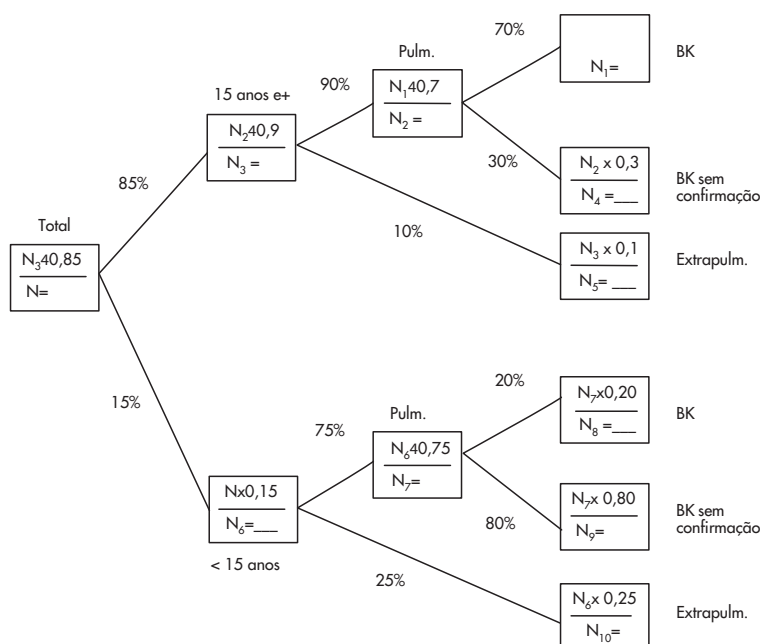 70%
Pulm.
BK
90%
N₁40,7
N₁=
15 anos e+
N₂ =
N₂40,9
N₃ =
30%
N₂ x 0,3
BK sem
85%
N₄ =___
confirmação
Total
10%
N₃ x 0,1
Extrapulm.
N₃40,85
N₅= ___
N=
20%
N₇x0,20
15%
Pulm.
BK
75%
N₈ =___
N₆40,75
Nx0,15
N₇=
N₇x 0,80
BK sem
N₆=___
80%
N₉=
confirmação
< 15 anos
25%
N₆x 0,25
Extrapulm.
N₁₀=